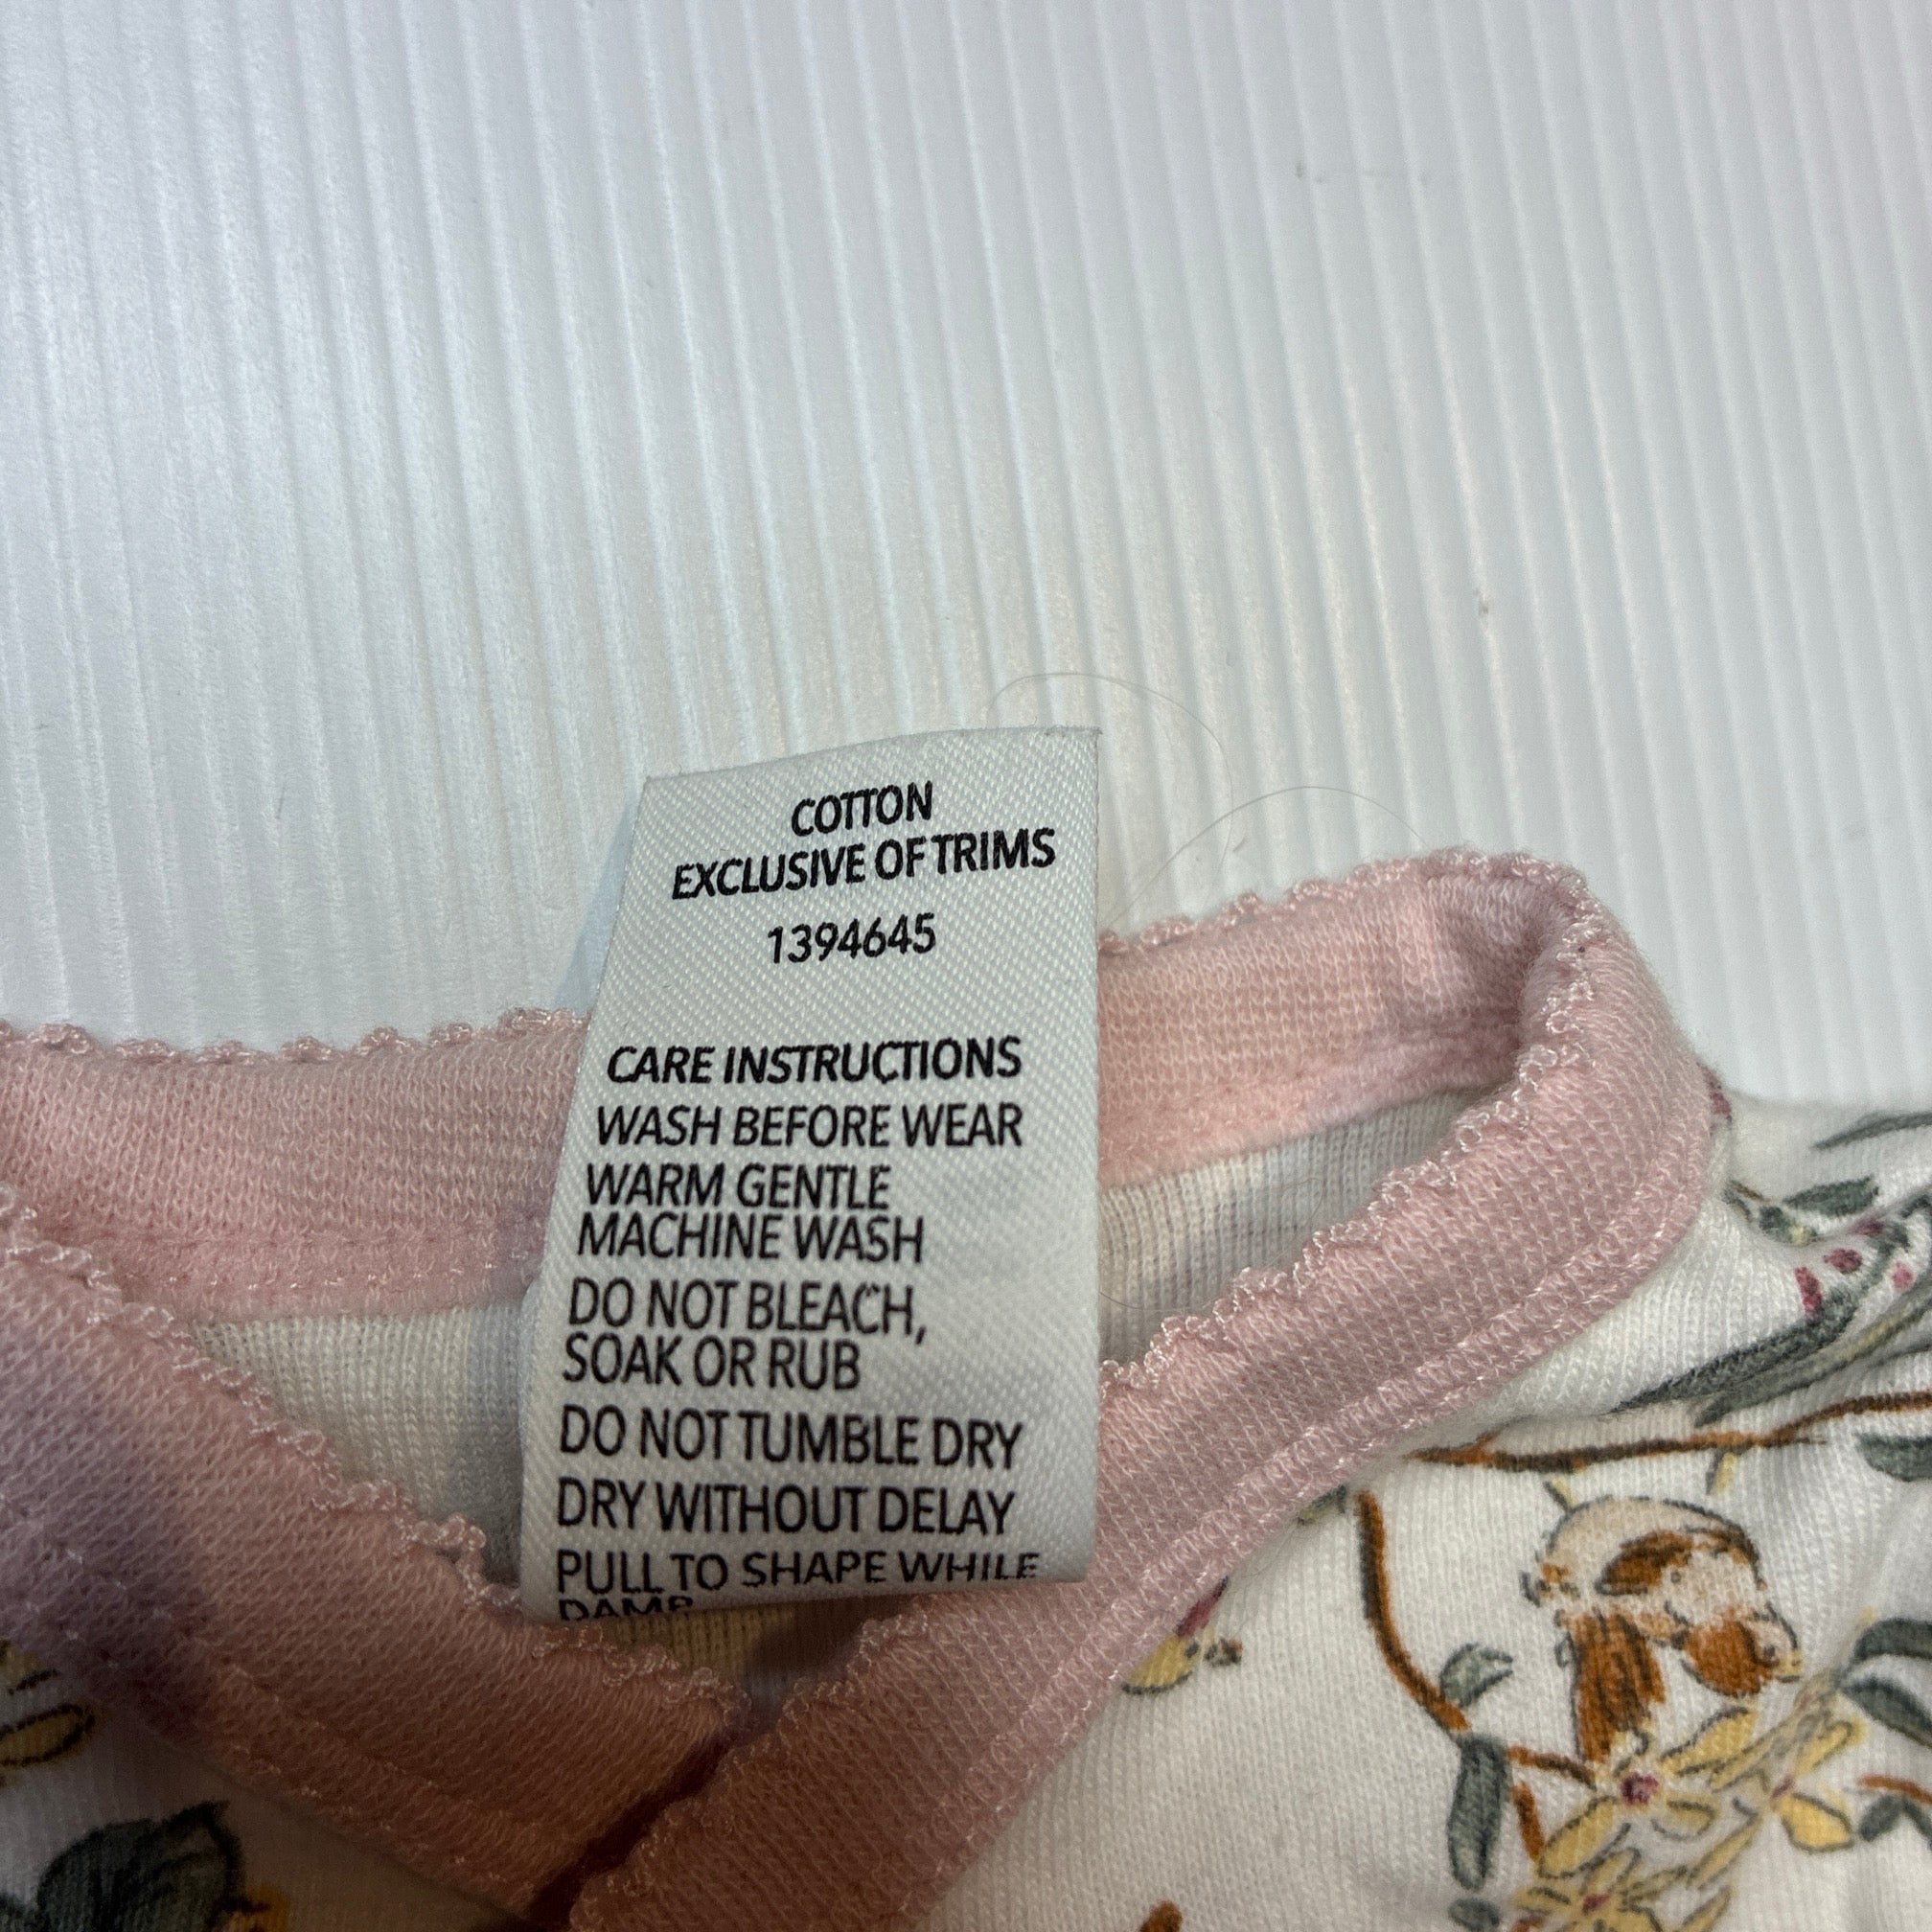 COTTON
EXCLUSIVE OF TRIMS
1394645
CARE INSTRUCTIONS
WASH BEFORE WEAR
WARM GENTLE
MACHINE WASH
DO NOT BLEACH,
SOAK OR RUB
DO NOT TUMBLE DRY
DRY WITHOUT DELAY
PULL TO SHAPE WHILE
DAMP